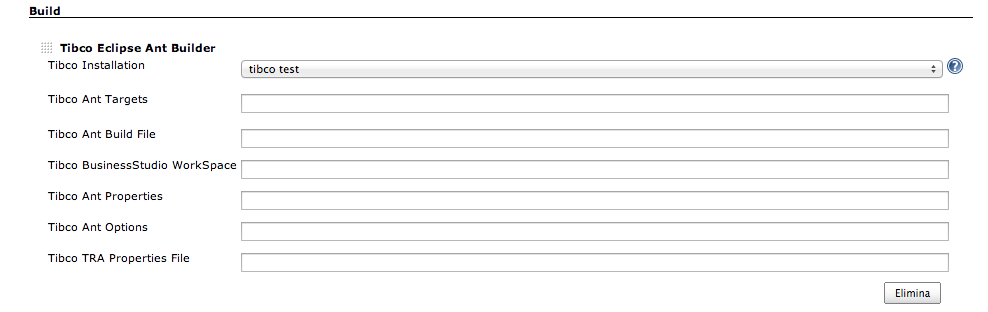 Build
Tibco Eclipse Ant Builder
Tibco Installation
tibco test
?
Tibco Ant Targets
Tibco Ant Build File
Tibco BusinessStudio WorkSpace
Tibco Ant Properties
Tibco Ant Options
Tibco TRA Properties File
Elimina